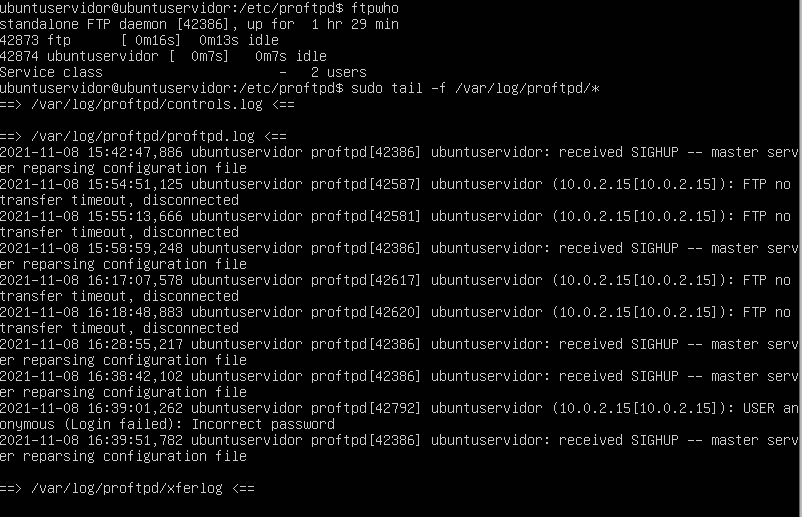 ubuntuservidor@ubuntuservidor:/etc/proftpd$ ftpwho
standalone FTP daemon [42386], up for  1 hr 29 min
42873 ftp      [ 0m16s]  0m13s idle
42874 ubuntuservidor [  0m7s]   0m7s idle
Service class                      -   2 users
ubuntuservidor@ubuntuservidor:/etc/proftpd$ sudo tail -f /var/log/proftpd/*
==> /var/log/proftpd/controls.log <==

==> /var/log/proftpd/proftpd.log <==
2021-11-08 15:42:47,886 ubuntuservidor proftpd[42386] ubuntuservidor: received SIGHUP -- master serv
er reparsing configuration file
2021-11-08 15:54:51,125 ubuntuservidor proftpd[42587] ubuntuservidor (10.0.2.15[10.0.2.15]): FTP no
transfer timeout, disconnected
2021-11-08 15:55:13,666 ubuntuservidor proftpd[42581] ubuntuservidor (10.0.2.15[10.0.2.15]): FTP no
transfer timeout, disconnected
2021-11-08 15:58:59,248 ubuntuservidor proftpd[42386] ubuntuservidor: received SIGHUP -- master serv
er reparsing configuration file
2021-11-08 16:17:07,578 ubuntuservidor proftpd[42617] ubuntuservidor (10.0.2.15[10.0.2.15]): FTP no
transfer timeout, disconnected
2021-11-08 16:18:48,883 ubuntuservidor proftpd[42620] ubuntuservidor (10.0.2.15[10.0.2.15]): FTP no
transfer timeout, disconnected
2021-11-08 16:28:55,217 ubuntuservidor proftpd[42386] ubuntuservidor: received SIGHUP -- master serv
er reparsing configuration file
2021-11-08 16:38:42,102 ubuntuservidor proftpd[42386] ubuntuservidor: received SIGHUP -- master serv
er reparsing configuration file
2021-11-08 16:39:01,262 ubuntuservidor proftpd[42792] ubuntuservidor (10.0.2.15[10.0.2.15]): USER an
onymous (Login failed): Incorrect password
2021-11-08 16:39:51,782 ubuntuservidor proftpd[42386] ubuntuservidor: received SIGHUP -- master serv
er reparsing configuration file

==> /var/log/proftpd/xferlog <==